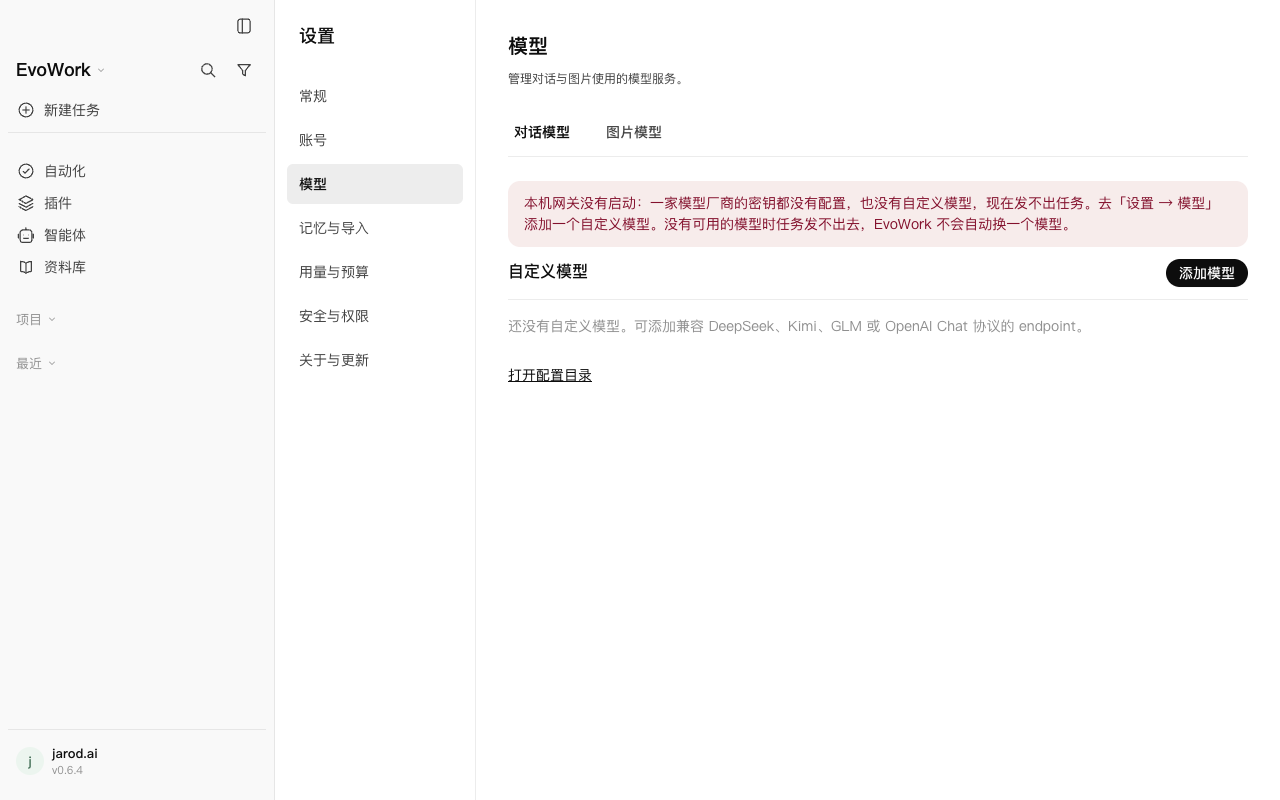 EvoWork
新建任务
自动化
插件
智能体
资料库
项目
最近
jarod.ai
j
v0.6.4
设置
常规
账号
模型
记忆与导入
用量与预算
安全与权限
关于与更新
模型
管理对话与图片使用的模型服务。
对话模型 图片模型
本机网关没有启动：一家模型厂商的密钥都没有配置，也没有自定义模型，现在发不出任务。去「设置 → 模型」
添加一个自定义模型。没有可用的模型时任务发不出去，EvoWork 不会自动换一个模型。
自定义模型 添加模型
还没有自定义模型。可添加兼容 DeepSeek、Kimi、GLM 或 OpenAI Chat 协议的 endpoint。
打开配置目录